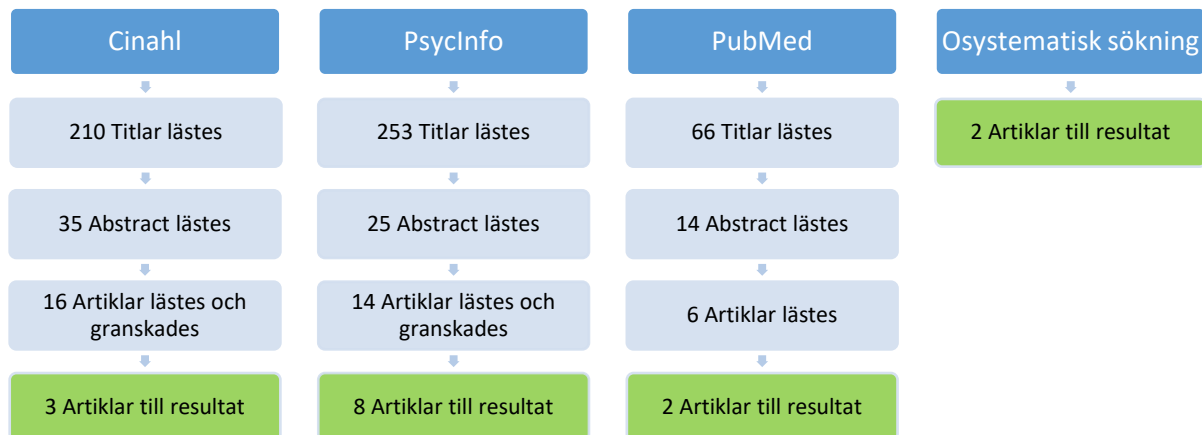 Cinahl
210 Titlar lästes
35 Abstract lästes
16 Artiklar lästes och
granskades
3 Artiklar till resultat
PsycInfo
253 Titlar lästes
25 Abstract lästes
14 Artiklar lästes och
granskades
8 Artiklar till resultat
PubMed
66 Titlar lästes
14 Abstract lästes
6 Artiklar lästes
2 Artiklar till resultat
Osystematisk sökning
2 Artiklar till resultat